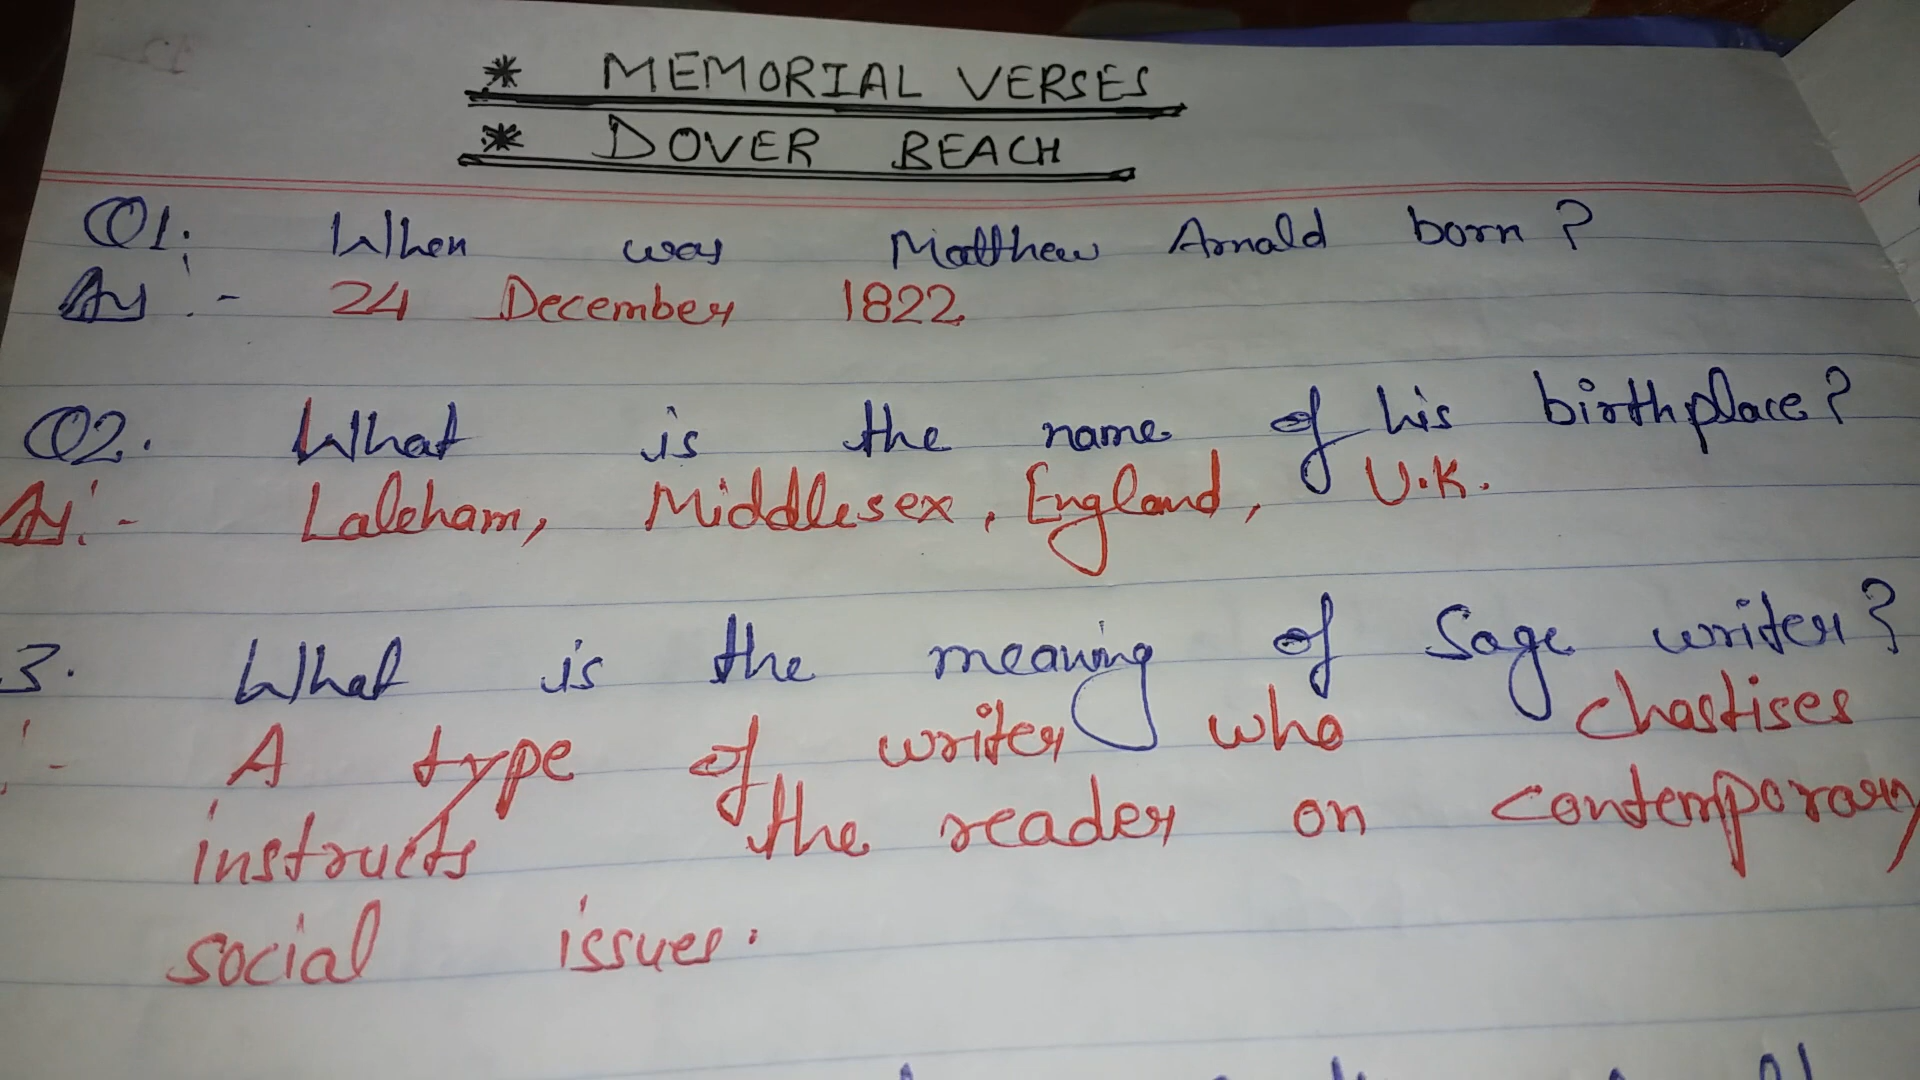 * MEMORIAL VERSES
* DOVER BEACH
Q1. When was Matthew Arnald born?
Ans:- 24 December 1822
Q2. What is the name of his birthplace?
Ans:- Laleham, Middlesex, England, U.K.
3. What is the meaning of Sage writer?
:- A type of writer who chastises
instructs the reader on contemporary
social issues.